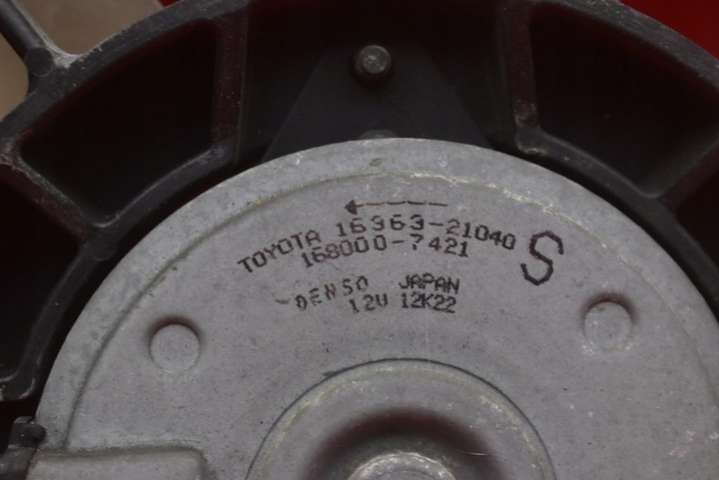 TOYOTA 16363-21040
168000-7421
S
DENSO JAPAN
12V 12K22